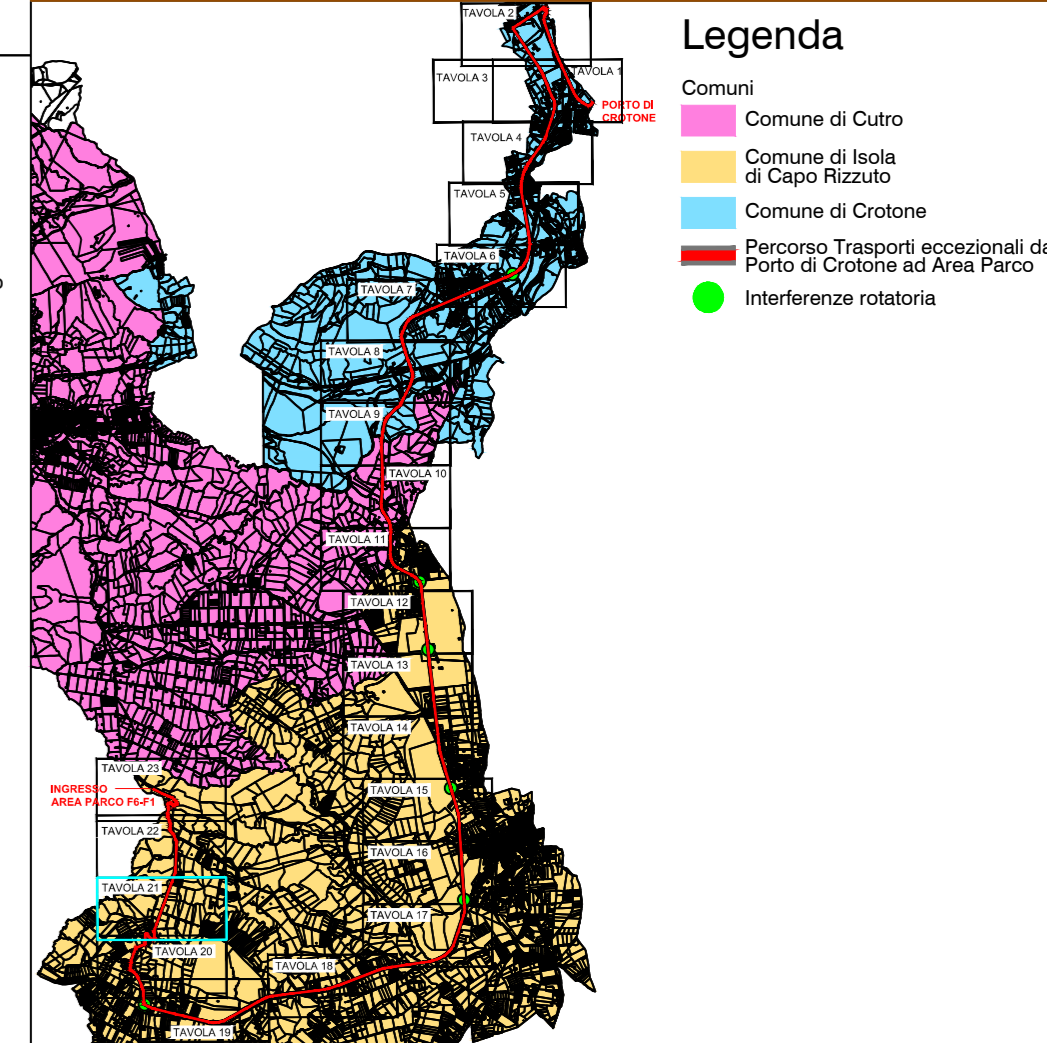 Legenda
Comuni
Comune di Cutro
Comune di Isola
di Capo Rizzuto
Comune di Crotone
Percorso Trasporti eccezionali da
Porto di Crotone ad Area Parco
Interferenze rotatoria
TAVOLA 2
TAVOLA 1
TAVOLA 3
PORTO DI
CROTONE
TAVOLA 4
TAVOLA 5
TAVOLA 6
TAVOLA 7
TAVOLA 8
TAVOLA 9
TAVOLA 10
TAVOLA 11
TAVOLA 12
TAVOLA 13
TAVOLA 14
TAVOLA 15
TAVOLA 16
TAVOLA 17
TAVOLA 18
TAVOLA 19
TAVOLA 20
TAVOLA 21
TAVOLA 22
TAVOLA 23
INGRESSO
AREA PARCO F6-F1